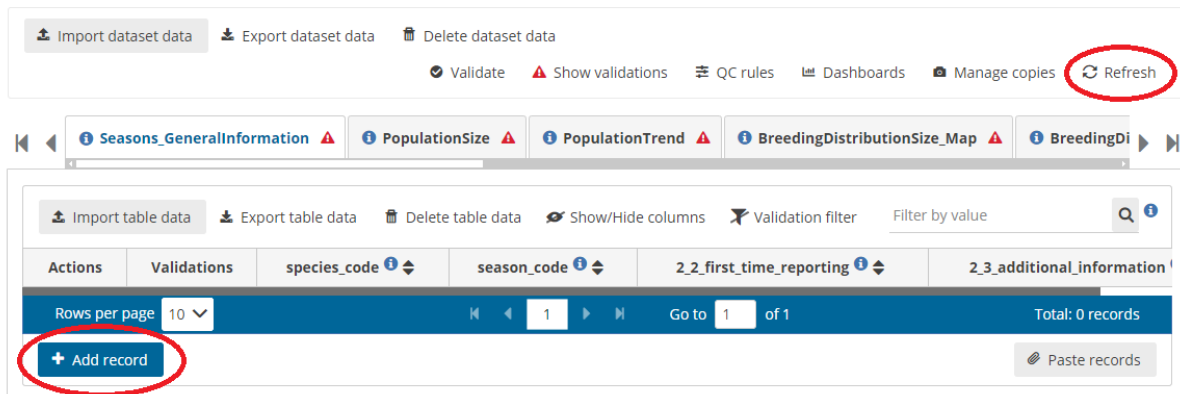 Import dataset data Export dataset data Delete dataset data
Validate Show validations QC rules Dashboards Manage copies Refresh
Seasons_GeneralInformation PopulationSize PopulationTrend BreedingDistributionSize_Map BreedingDi
Import table data Export table data Delete table data Show/Hide columns Validation filter Filter by value
Actions Validations species_code season_code 2_2_first_time_reporting 2_3_additional_information
Rows per page 10 1 Go to 1 of 1 Total: 0 records
+ Add record Paste records